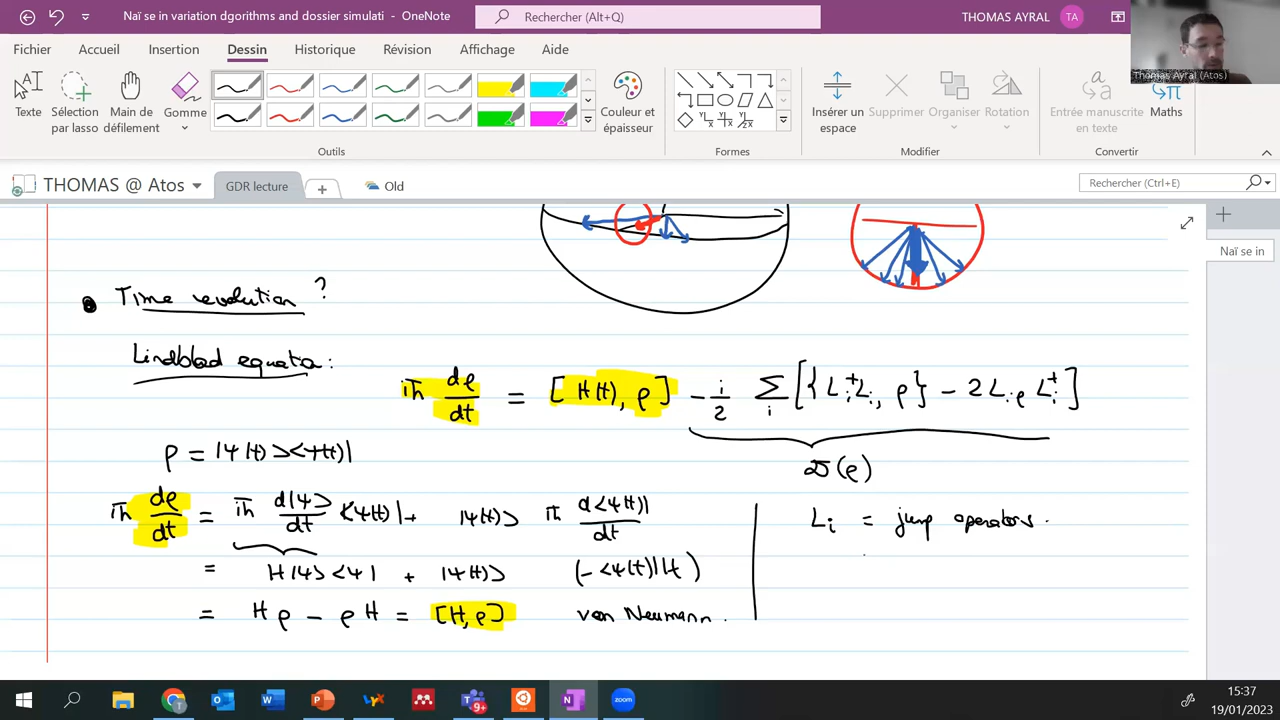 Naï se in variation dgorithms and dossier simulati - OneNote
Rechercher (Alt+Q)
THOMAS AYRAL
TA
Fichier Accueil Insertion Dessin Historique Révision Affichage Aide
Thomas Ayral (Atos)
Texte
Sélection par lasso
Main de défilement
Gomme
Couleur et épaisseur
Insérer un espace
Supprimer
Organiser
Rotation
Entrée manuscrite en texte
Maths
Outils
Formes
Modifier
Convertir
THOMAS @ Atos
GDR lecture
Old
Rechercher (Ctrl+E)
Naï se in
Time revolution ?
Lindblad equation:
iħ dρ/dt = [H(t), ρ] - i/2 Σ_i [{L_i^† L_i, ρ} - 2 L_i ρ L_i^†]
𝒟(ρ)
ρ = |Ψ(t)><Ψ(t)|
iħ dρ/dt = iħ d|Ψ>/dt <Ψ(t)| + |Ψ(t)> iħ d<Ψ(t)|/dt
= H|Ψ><Ψ| + |Ψ(t)> (-<Ψ(t)|H)
= Hρ - ρH = [H,ρ] von Neumann.
L_i = jump operators.
9+
zoom
15:37
19/01/2023